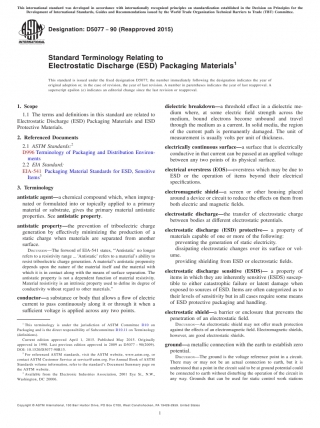 This international standard was developed in accordance with internationally recognized principles on standardization established in the Decision on Principles for the
Development of International Standards, Guides and Recommendations issued by the World Trade Organization Technical Barriers to Trade (TBT) Committee.
Designation: D5077 − 90 (Reapproved 2015)
Standard Terminology Relating to
Electrostatic Discharge (ESD) Packaging Materials1
This standard is issued under the fixed designation D5077; the number immediately following the designation indicates the year of
original adoption or, in the case of revision, the year of last revision. A number in parentheses indicates the year of last reapproval. A
superscript epsilon (ε) indicates an editorial change since the last revision or reapproval.
1. Scope
1.1 The terms and definitions in this standard are related to
Electrostatic Discharge (ESD) Packaging Materials and ESD
Protective Materials.
2. Referenced Documents
2.1 ASTM Standards:2
D996 Terminology of Packaging and Distribution Environ-
ments
2.2 EIA Standard:
EIA-541 Packaging Material Standards for ESD, Sensitive
Items3
3. Terminology
antistatic agent—a chemical compound which, when impreg-
nated or formulated into or topically applied to a primary
material or substrate, gives the primary material antistatic
properties. See antistatic property.
antistatic property—the prevention of triboelectric charge
generation by effectively minimizing the production of a
static charge when materials are separated from another
surface.
DISCUSSION—The foreword of EIA-541 states, "'Antistatic' no longer
refers to a resistivity range... 'Antistatic' refers to a material's ability to
resist triboelectric charge generation. A material's antistatic propensity
depends upon the nature of the material itself and the material with
which it is in contact along with the means of surface separation. The
antistatic property is not a dependent function of material resistivity.
Material resistivity is an intrinsic property used to define its degree of
conductivity without regard to other materials."
conductor—a substance or body that allows a flow of electric
current to pass continuously along it or through it when a
sufficient voltage is applied across any two points.
1 This terminology is under the jurisdiction of ASTM Committee D10 on
Packaging and is the direct responsibility of Subcommittee D10.13 on
Current edition approved April 1, 2015. Published May 2015. Originally
approved in 1990. Last previous edition approved in 2009 as D5077 – 90(2009).
DOI: 10.1520/D5077-90R15.
2 For referenced ASTM standards, visit the ASTM website, www.astm.org, or
contact ASTM Customer Service at service@astm.org. For Annual Book of ASTM
Standards volume information, refer to the standard's Document Summary page on
the ASTM website.
3 Available from the Electronic Industries Association, 2001 Eye St., N.W.,
Washington, DC 20006.
dielectric breakdown—a threshold effect in a dielectric me-
dium where, at some electric field strength across the
medium, bound electrons become unbound and travel
through the medium as a current. In solid media, the region
of the current path is permanently damaged. The unit of
measurement is usually volts per unit of thickness.
electrically continuous surface—a surface that is electrically
conductive in that current can be passed at an applied voltage
between any two points of its physical surface.
electrical overstress (EOS)—overstress which may be due to
ESD or the operation of items beyond their electrical
specifications.
electromagnetic shield—a screen or other housing placed
around a device or circuit to reduce the effects on them from
both electric and magnetic fields.
electrostatic discharge—the transfer of electrostatic charge
between bodies at different electrostatic potentials.
electrostatic discharge (ESD) protective— a property of
materials capable of one or more of the following:
preventing the generation of static electricity.
dissipating electrostatic charges over its surface or vol-
ume.
providing shielding from ESD or electrostatic fields.
electrostatic discharge sensitive (ESDS)— a property of
items in which they are inherently sensitive (ESDS) suscep-
tible to either catastrophic failure or latent damage when
exposed to sources of ESD. Items are often categorized as to
their levels of sensitivity but in all cases require some means
of ESD protective packaging and handling.
electrostatic shield—a barrier or enclosure that prevents the
penetration of an electrostatic field.
DISCUSSION—An electrostatic shield may not offer much protection
against the effects of an electromagnetic field. Electromagnetic shields,
however, are good electrostatic shields.
ground—a metallic connection with the earth to establish zero
potential.
DISCUSSION—The ground is the voltage reference point in a circuit.
There may or may not be an actual connection to earth, but it is
understood that a point in the circuit said to be at ground potential could
be connected to earth without disturbing the operation of the circuit in
any way. Grounds that can be used for static control work stations
Copyright © ASTM International, 100 Barr Harbor Drive, PO Box C700, West Conshohocken, PA 19428-2959. United States
1